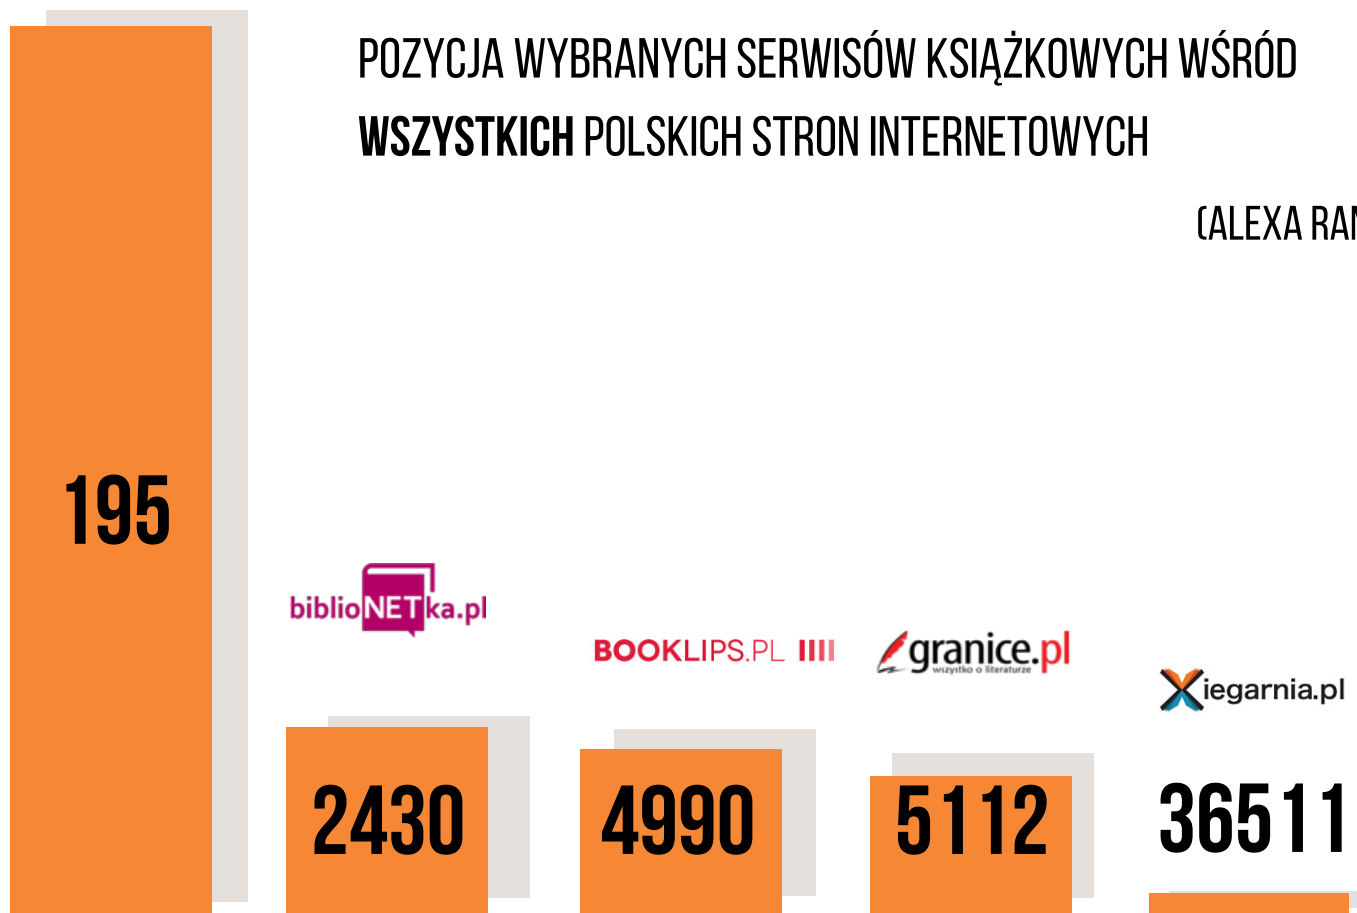 POZYCJA WYBRANYCH SERWISÓW KSIĄŻKOWYCH WŚRÓD
WSZYSTKICH POLSKICH STRON INTERNETOWYCH
(ALEXA RAN
195
biblioNETka.pl
BOOKLIPS.PL
granice.pl
wszystko o literaturze
Xiegarnia.pl
2430
4990
5112
36511